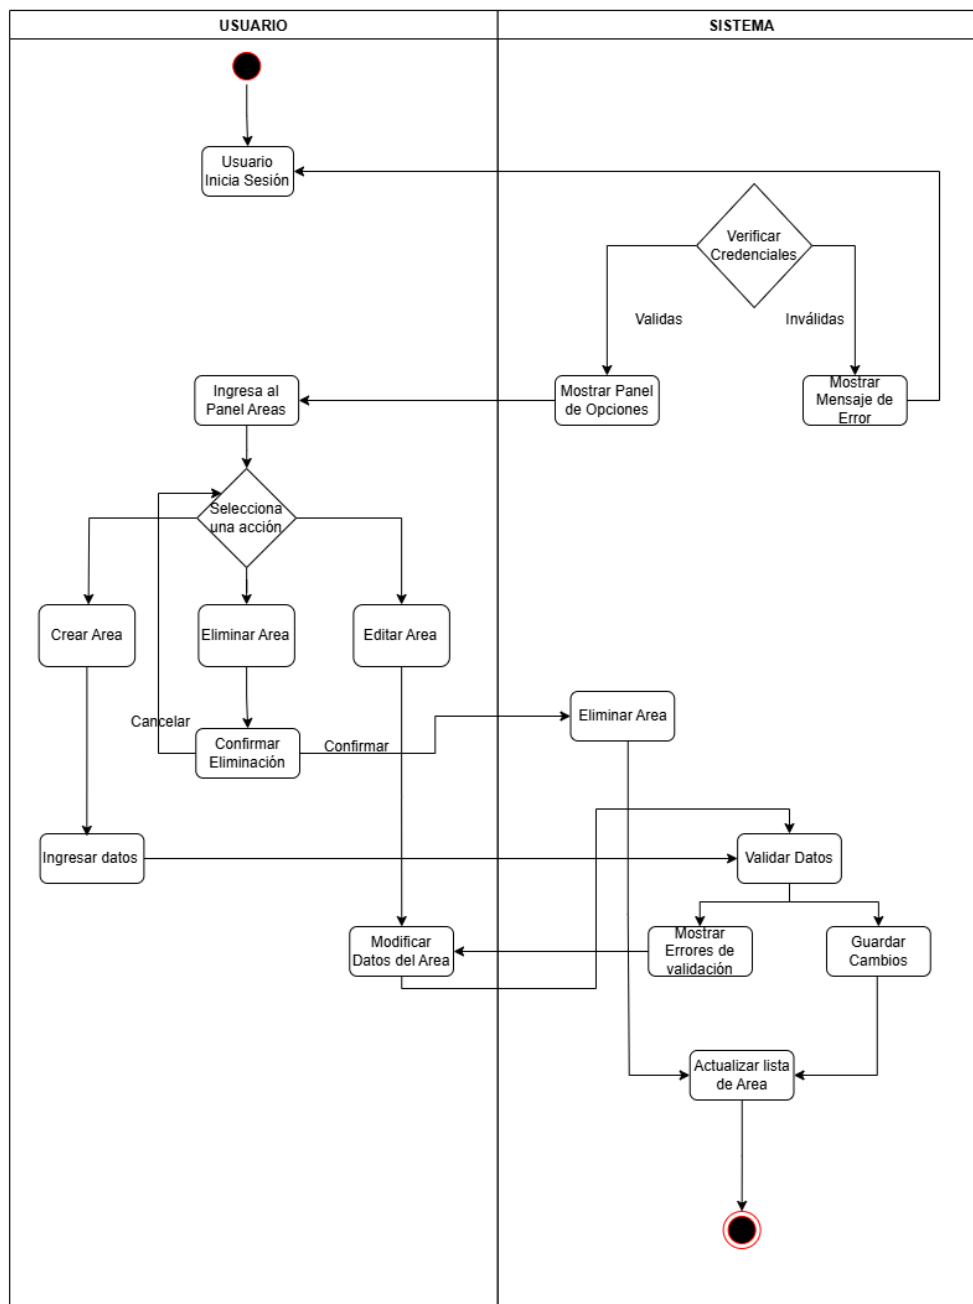 USUARIO
SISTEMA
Usuario
Inicia Sesión
Verificar
Credenciales
Validas
Inválidas
Ingresa al
Panel Areas
Mostrar Panel
de Opciones
Mostrar
Mensaje de
Error
Selecciona
una acción
Crear Area
Eliminar Area
Editar Area
Cancelar
Confirmar
Eliminación
Confirmar
Eliminar Area
Ingresar datos
Validar Datos
Modificar
Datos del Area
Mostrar
Errores de
validación
Guardar
Cambios
Actualizar lista
de Area